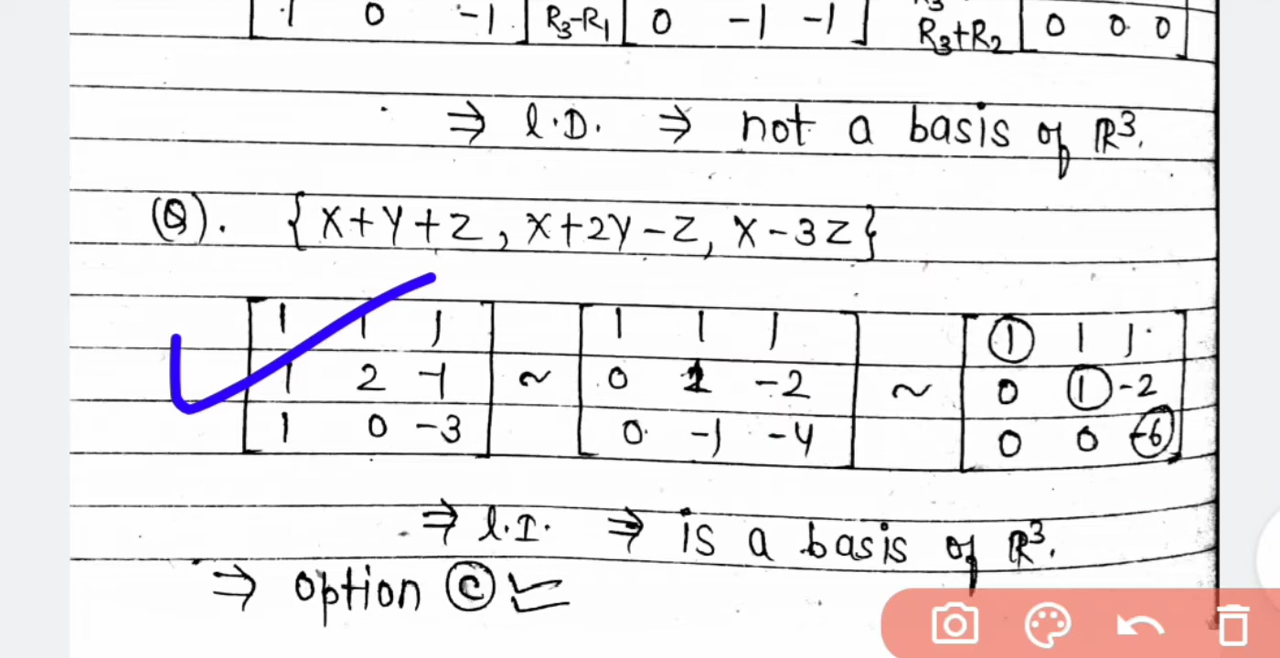 1 0 -1 ] R3-R1 [ 0 -1 -1 ] R3+R2 [ 0 0 0 ]
⇒ l.D. ⇒ not a basis of ℝ³.
(Q). { X+Y+Z, X+2Y-Z, X-3Z }
[ 1 1 1 ] [ 1 1 1 ] [ 1 1 1 ]
[ 1 2 -1 ] ~ [ 0 1 -2 ] ~ [ 0 1 -2 ]
[ 1 0 -3 ] [ 0 -1 -4 ] [ 0 0 -6 ]
⇒ l.I. ⇒ is a basis of ℝ³.
⇒ option ©